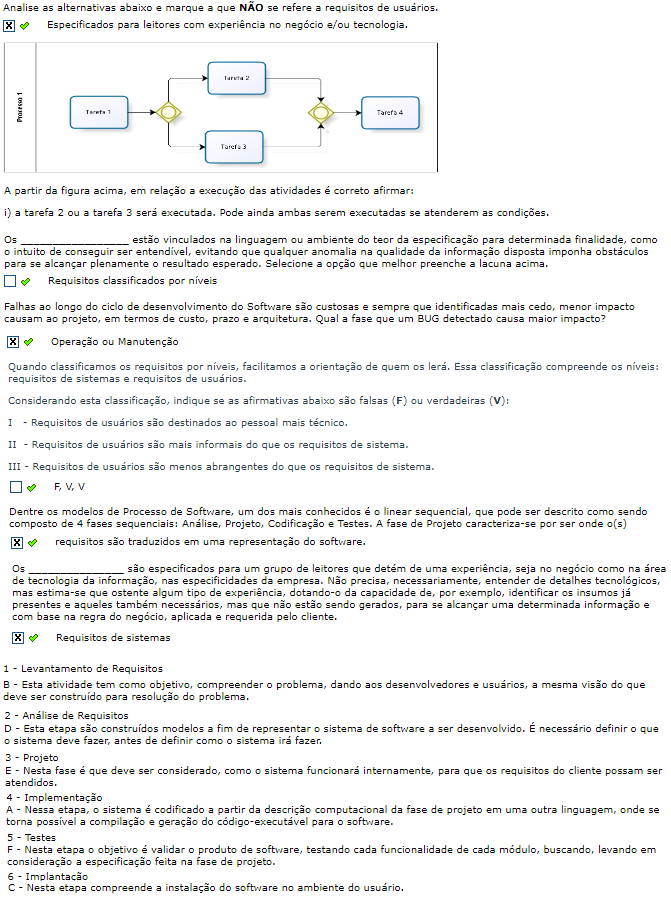 Analise as alternativas abaixo e marque a que NÃO se refere a requisitos de usuários.
Especificados para leitores com experiência no negócio e/ou tecnologia.
Processo 1
Tarefa 1
Tarefa 2
Tarefa 3
Tarefa 4
A partir da figura acima, em relação a execução das atividades é correto afirmar:
i) a tarefa 2 ou a tarefa 3 será executada. Pode ainda ambas serem executadas se atenderem as condições.
Os ___________________ estão vinculados na linguagem ou ambiente do teor da especificação para determinada finalidade, como
o intuito de conseguir ser entendível, evitando que qualquer anomalia na qualidade da informação disposta imponha obstáculos
para se alcançar plenamente o resultado esperado. Selecione a opção que melhor preenche a lacuna acima.
Requisitos classificados por níveis
Falhas ao longo do ciclo de desenvolvimento do Software são custosas e sempre que identificadas mais cedo, menor impacto
causam ao projeto, em termos de custo, prazo e arquitetura. Qual a fase que um BUG detectado causa maior impacto?
Operação ou Manutenção
Quando classificamos os requisitos por níveis, facilitamos a orientação de quem os lerá. Essa classificação compreende os níveis:
requisitos de sistemas e requisitos de usuários.
Considerando esta classificação, indique se as afirmativas abaixo são falsas (F) ou verdadeiras (V):
I - Requisitos de usuários são destinados ao pessoal mais técnico.
II - Requisitos de usuários são mais informais do que os requisitos de sistema.
III - Requisitos de usuários são menos abrangentes do que os requisitos de sistema.
F, V, V
Dentre os modelos de Processo de Software, um dos mais conhecidos é o linear sequencial, que pode ser descrito como sendo
composto de 4 fases sequenciais: Análise, Projeto, Codificação e Testes. A fase de Projeto caracteriza-se por ser onde o(s)
requisitos são traduzidos em uma representação do software.
Os ________________ são especificados para um grupo de leitores que detém de uma experiência, seja no negócio como na área
de tecnologia da informação, nas especificidades da empresa. Não precisa, necessariamente, entender de detalhes tecnológicos,
mas estima-se que ostente algum tipo de experiência, dotando-o da capacidade de, por exemplo, identificar os insumos já
presentes e aqueles também necessários, mas que não estão sendo gerados, para se alcançar uma determinada informação e
com base na regra do negócio, aplicada e requerida pelo cliente.
Requisitos de sistemas
1 - Levantamento de Requisitos
B - Esta atividade tem como objetivo, compreender o problema, dando aos desenvolvedores e usuários, a mesma visão do que
deve ser construído para resolução do problema.
2 - Análise de Requisitos
D - Esta etapa são construídos modelos a fim de representar o sistema de software a ser desenvolvido. É necessário definir o que
o sistema deve fazer, antes de definir como o sistema irá fazer.
3 - Projeto
E - Nesta fase é que deve ser considerado, como o sistema funcionará internamente, para que os requisitos do cliente possam ser
atendidos.
4 - Implementação
A - Nessa etapa, o sistema é codificado a partir da descrição computacional da fase de projeto em uma outra linguagem, onde se
torna possível a compilação e geração do código-executável para o software.
5 - Testes
F - Nesta etapa o objetivo é validar o produto de software, testando cada funcionalidade de cada módulo, buscando, levando em
consideração a especificação feita na fase de projeto.
6 - Implantação
C - Nesta etapa compreende a instalação do software no ambiente do usuário.